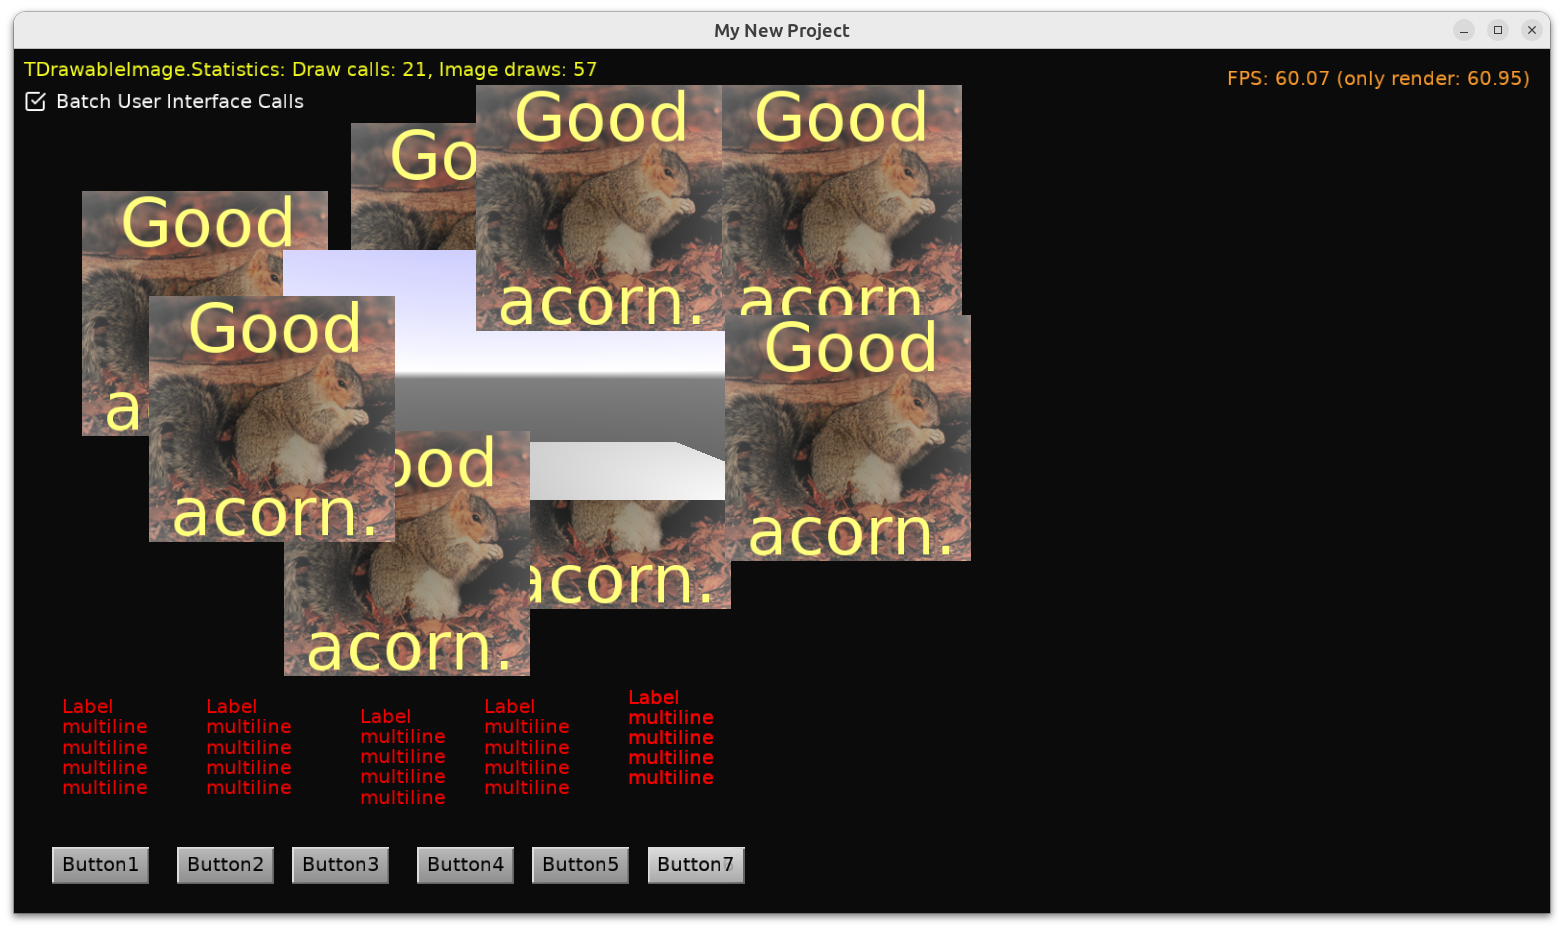 My New Project
TDrawableImage.Statistics: Draw calls: 21, Image draws: 57
FPS: 60.07 (only render: 60.95)
Batch User Interface Calls
Good
acorn.
Good
acorn.
Go
Good
a
Good
acorn.
Good
acorn.
ood
acorn.
acorn.
Label
multiline
multiline
multiline
multiline
Label
multiline
multiline
multiline
multiline
Label
multiline
multiline
multiline
multiline
Label
multiline
multiline
multiline
multiline
Label
multiline
multiline
multiline
multiline
Button1
Button2
Button3
Button4
Button5
Button7